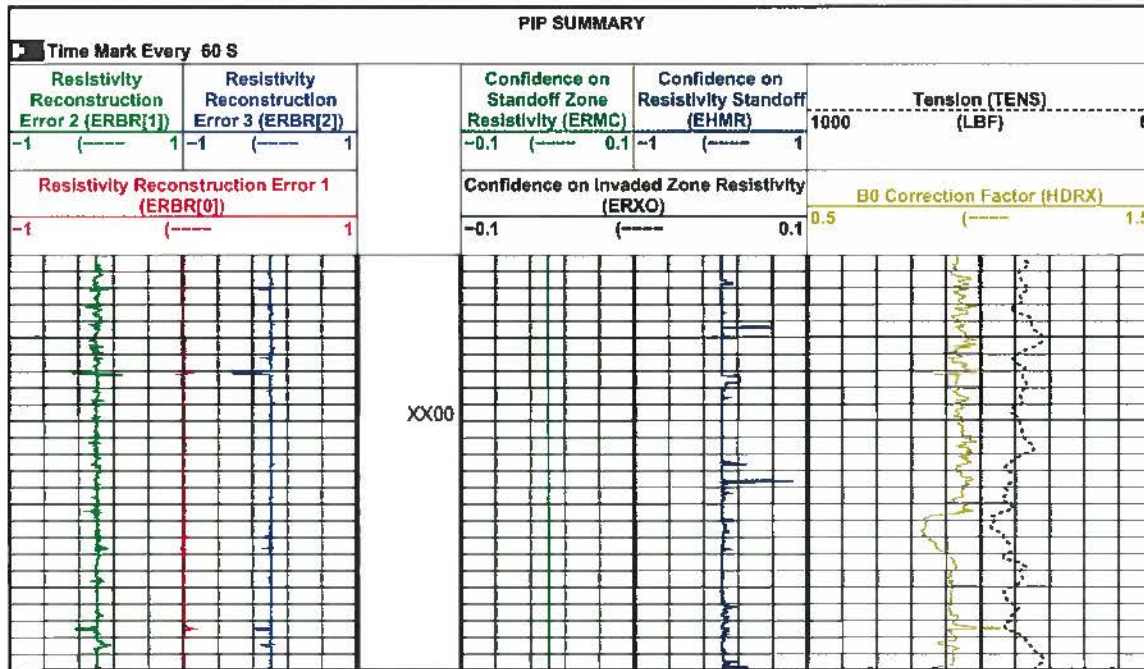 PIP SUMMARY
Time Mark Every 60 S
Resistivity
Reconstruction
Error 2 (ERBR[1])
-1 (---- 1
Resistivity
Reconstruction
Error 3 (ERBR[2])
-1 (---- 1
Resistivity Reconstruction Error 1
(ERBR[0])
-1 (---- 1
Confidence on
Standoff Zone
Resistivity (ERMC)
-0.1 (---- 0.1
Confidence on
Resistivity Standoff
(EHMR)
-1 (---- 1
Confidence on Invaded Zone Resistivity
(ERXO)
-0.1 (---- 0.1
Tension (TENS)
1000 (LBF)
B0 Correction Factor (HDRX)
0.5 (---- 1.5
XX00